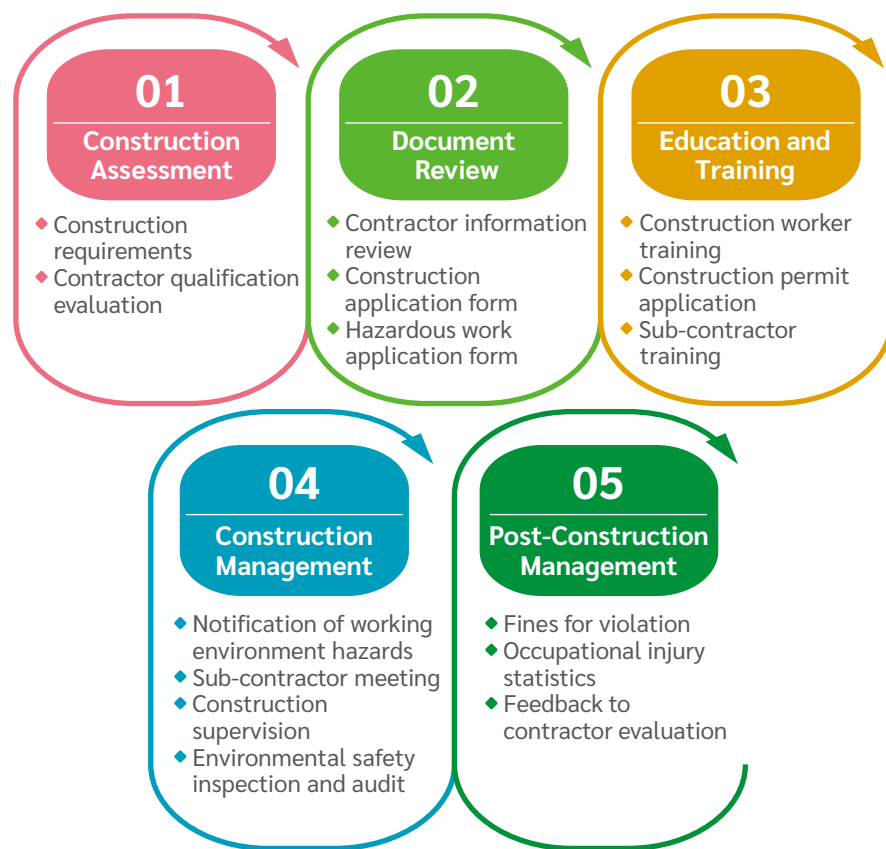 01
Construction
Assessment
◆ Construction
requirements
◆ Contractor qualification
evaluation
02
Document
Review
◆ Contractor information
review
◆ Construction
application form
◆ Hazardous work
application form
03
Education and
Training
◆ Construction worker
training
◆ Construction permit
application
◆ Sub-contractor
training
04
Construction
Management
◆ Notification of working
environment hazards
◆ Sub-contractor meeting
◆ Construction
supervision
◆ Environmental safety
inspection and audit
05
Post-Construction
Management
◆ Fines for violation
◆ Occupational injury
statistics
◆ Feedback to
contractor evaluation